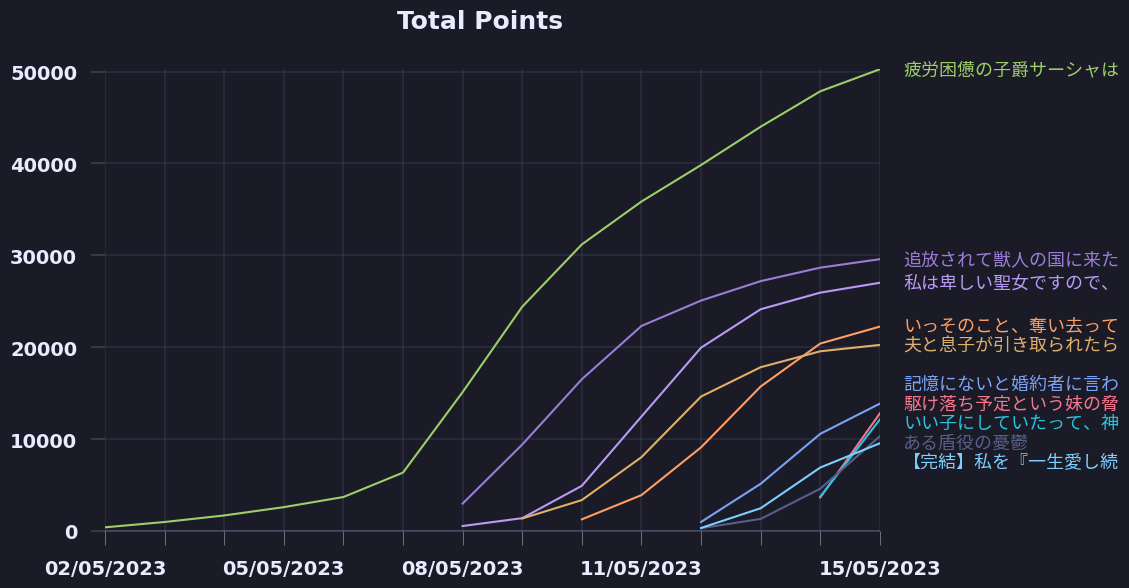 Total Points
50000
40000
30000
20000
10000
0
02/05/2023
05/05/2023
08/05/2023
11/05/2023
15/05/2023
疲労困憊の子爵サーシャは
追放されて獣人の国に来た
私は卑しい聖女ですので、
いっそのこと、奪い去って
夫と息子が引き取られたら
記憶にないと婚約者に言わ
駆け落ち予定という妹の脅
いい子にしていたって、神
ある盾役の憂鬱
【完結】私を『一生愛し続